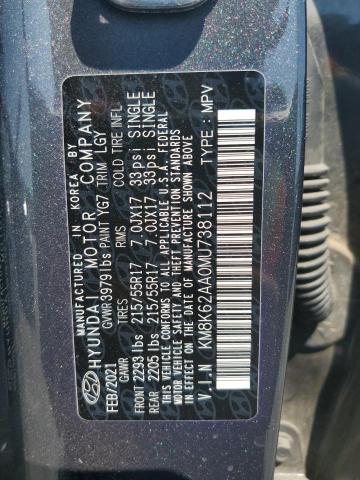 MANUFACTURED IN KOREA BY
HYUNDAI MOTOR COMPANY
GVWR 3979lbs PAINT YG7 TRIM LGY
FEB/2021 GAWR TIRES RIMS COLD TIRE INFL
FRONT 2293 lbs 215/55R17 7.0JX17 33psi SINGLE
REAR 2205 lbs 215/55R17 7.0JX17 33 psi SINGLE
THIS VEHICLE CONFORMS TO ALL APPLICABLE U.S.A. FEDERAL
MOTOR VEHICLE SAFETY, BUMPER, AND THEFT PREVENTION STANDARDS
IN EFFECT ON THE DATE OF MANUFACTURE SHOWN ABOVE.
V.I.N KM8K62AA0MU738112 TYPE : MPV